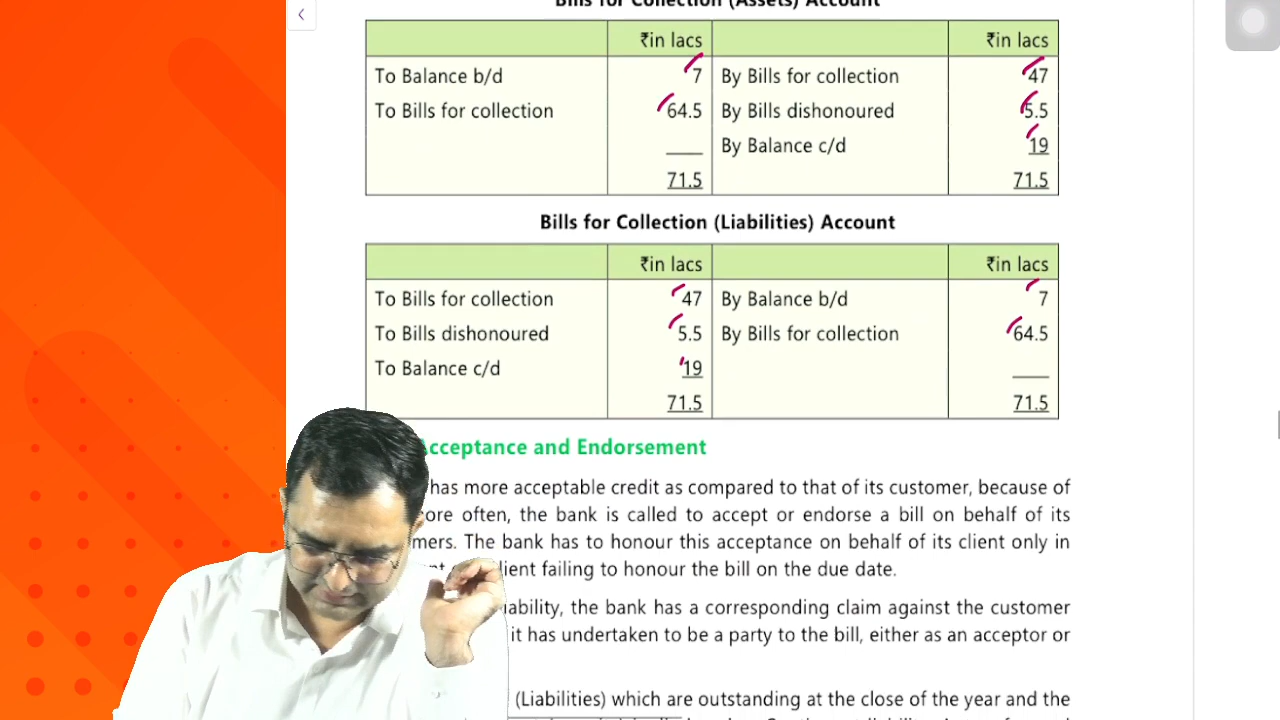 Bills for Collection (Assets) Account
₹in lacs ₹in lacs
To Balance b/d 7 By Bills for collection 47
To Bills for collection 64.5 By Bills dishonoured 5.5
By Balance c/d 19
71.5 71.5
Bills for Collection (Liabilities) Account
₹in lacs ₹in lacs
To Bills for collection 47 By Balance b/d 7
To Bills dishonoured 5.5 By Bills for collection 64.5
To Balance c/d 19
71.5 71.5
cceptance and Endorsement
has more acceptable credit as compared to that of its customer, because of
ore often, the bank is called to accept or endorse a bill on behalf of its
mers. The bank has to honour this acceptance on behalf of its client only in
lient failing to honour the bill on the due date.
iability, the bank has a corresponding claim against the customer
it has undertaken to be a party to the bill, either as an acceptor or
(Liabilities) which are outstanding at the close of the year and the